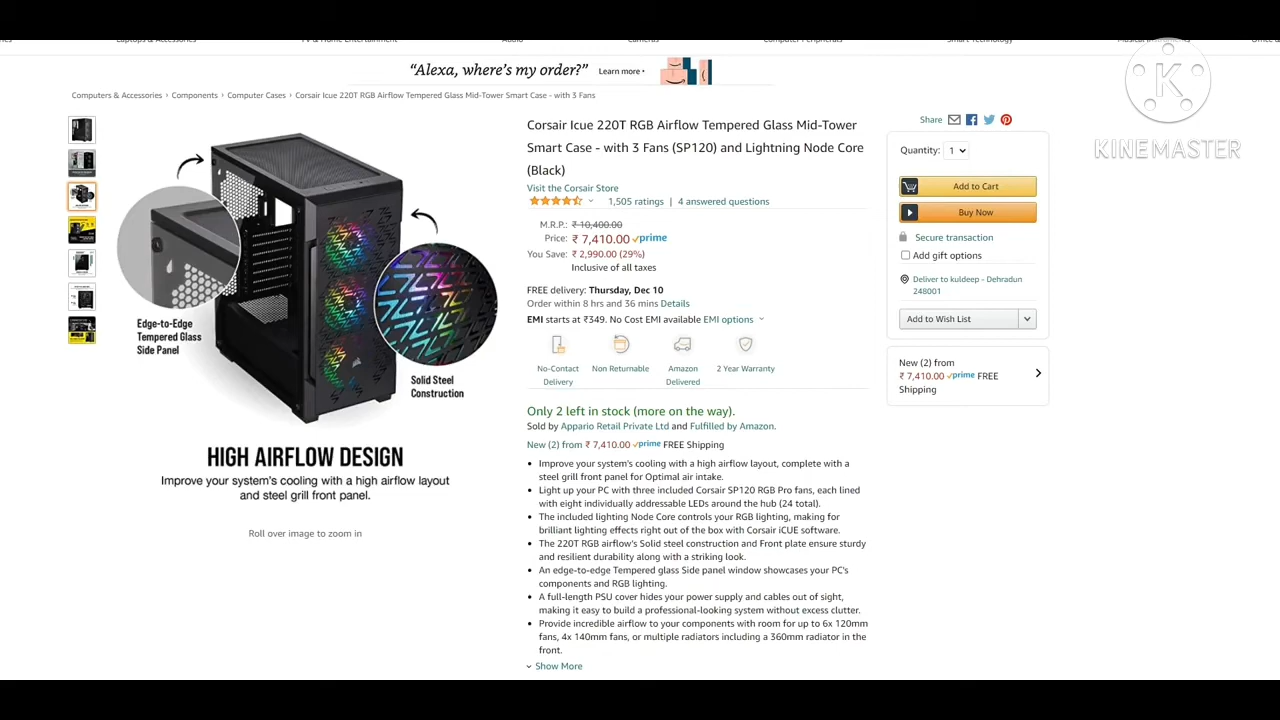 Laptops & Accessories TV & Home Entertainment Audio Cameras Computer Peripherals Smart Technology Musical Instruments Office &
“Alexa, where’s my order?” Learn more ›
K
KINEMASTER
Computers & Accessories › Components › Computer Cases › Corsair Icue 220T RGB Airflow Tempered Glass Mid-Tower Smart Case - with 3 Fans
Edge-to-Edge
Tempered Glass
Side Panel
Solid Steel
Construction
HIGH AIRFLOW DESIGN
Improve your system's cooling with a high airflow layout
and steel grill front panel.
Roll over image to zoom in
Corsair Icue 220T RGB Airflow Tempered Glass Mid-Tower
Smart Case - with 3 Fans (SP120) and Lightning Node Core
(Black)
Visit the Corsair Store
1,505 ratings | 4 answered questions
M.R.P.: ₹ 10,400.00
Price: ₹ 7,410.00 prime
You Save: ₹ 2,990.00 (29%)
Inclusive of all taxes
FREE delivery: Thursday, Dec 10
Order within 8 hrs and 36 mins Details
EMI starts at ₹349. No Cost EMI available EMI options
No-Contact
Delivery
Non Returnable
Amazon
Delivered
2 Year Warranty
Only 2 left in stock (more on the way).
Sold by Appario Retail Private Ltd and Fulfilled by Amazon.
New (2) from ₹ 7,410.00 prime FREE Shipping
• Improve your system's cooling with a high airflow layout, complete with a
steel grill front panel for Optimal air intake.
• Light up your PC with three included Corsair SP120 RGB Pro fans, each lined
with eight individually addressable LEDs around the hub (24 total).
• The included lighting Node Core controls your RGB lighting, making for
brilliant lighting effects right out of the box with Corsair iCUE software.
• The 220T RGB airflow's Solid steel construction and Front plate ensure sturdy
and resilient durability along with a striking look.
• An edge-to-edge Tempered glass Side panel window showcases your PC's
components and RGB lighting.
• A full-length PSU cover hides your power supply and cables out of sight,
making it easy to build a professional-looking system without excess clutter.
• Provide incredible airflow to your components with room for up to 6x 120mm
fans, 4x 140mm fans, or multiple radiators including a 360mm radiator in the
front.
Show More
Share
Quantity: 1
Add to Cart
Buy Now
Secure transaction
Add gift options
Deliver to kuldeep - Dehradun
248001
Add to Wish List
New (2) from
₹ 7,410.00 prime FREE
Shipping